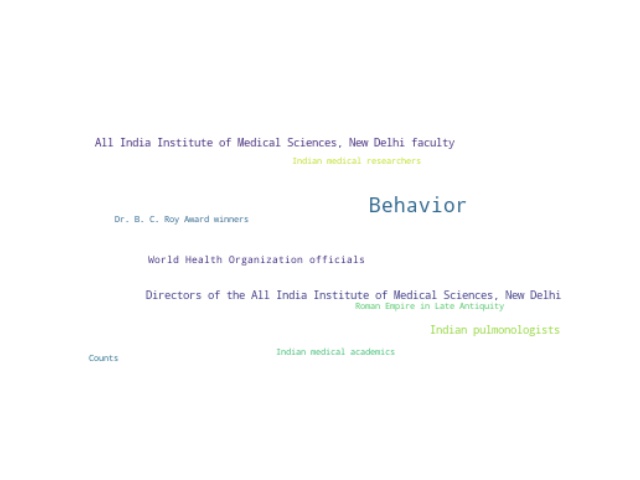 All India Institute of Medical Sciences, New Delhi faculty
Indian medical researchers
Behavior
Dr. B. C. Roy Award winners
World Health Organization officials
Directors of the All India Institute of Medical Sciences, New Delhi
Roman Empire in Late Antiquity
Indian pulmonologists
Indian medical academics
Counts